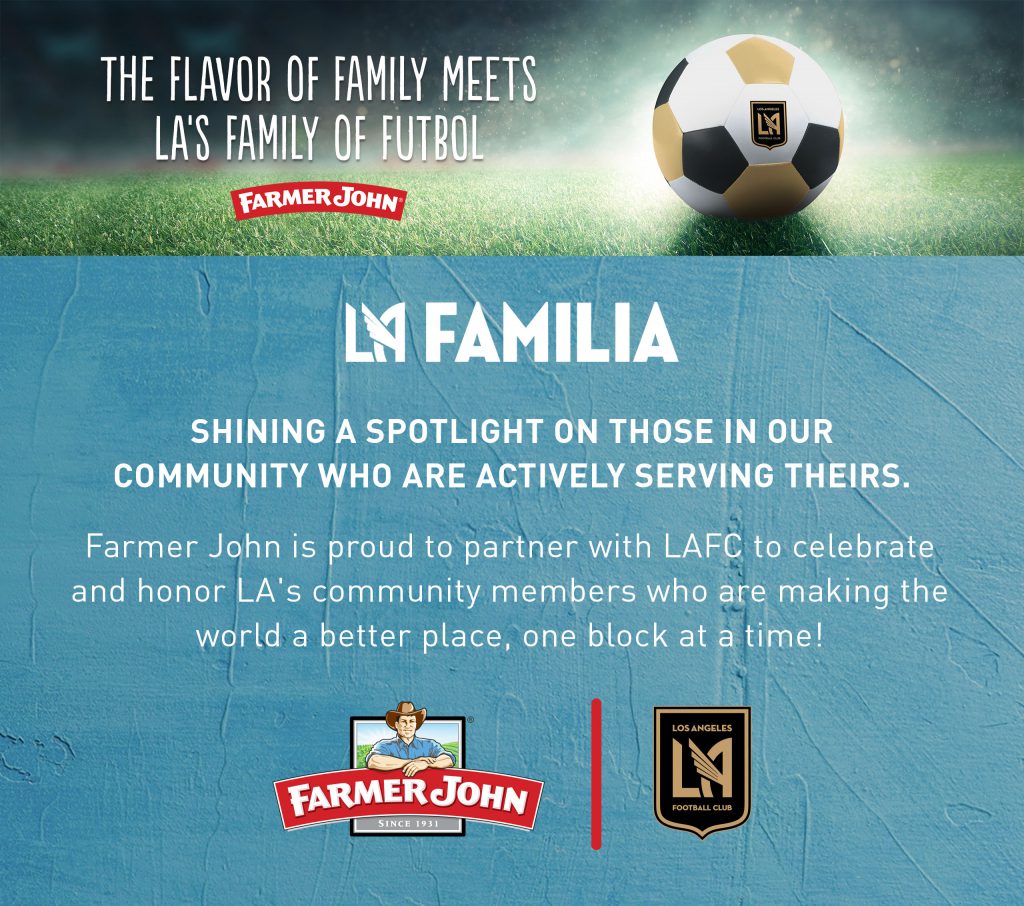 THE FLAVOR OF FAMILY MEETS
LA'S FAMILY OF FUTBOL
FARMER JOHN®
LOS ANGELES
LA
FOOTBALL CLUB
LA FAMILIA
SHINING A SPOTLIGHT ON THOSE IN OUR
COMMUNITY WHO ARE ACTIVELY SERVING THEIRS.
Farmer John is proud to partner with LAFC to celebrate
and honor LA's community members who are making the
world a better place, one block at a time!
®
FARMER JOHN
SINCE 1931
LOS ANGELES
LA
FOOTBALL CLUB